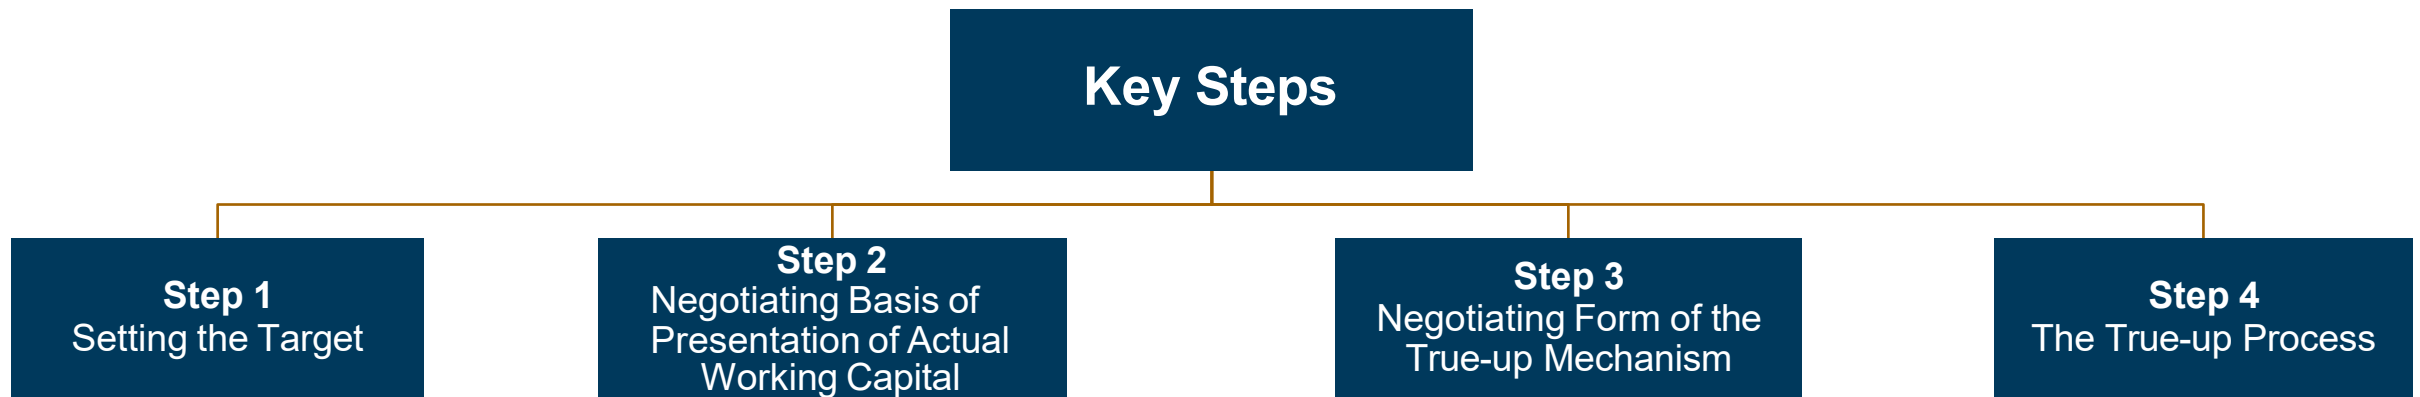 Key Steps
Step 1
Setting the Target
Step 2
Negotiating Basis of
Presentation of Actual
Working Capital
Step 3
Negotiating Form of the
True-up Mechanism
Step 4
The True-up Process